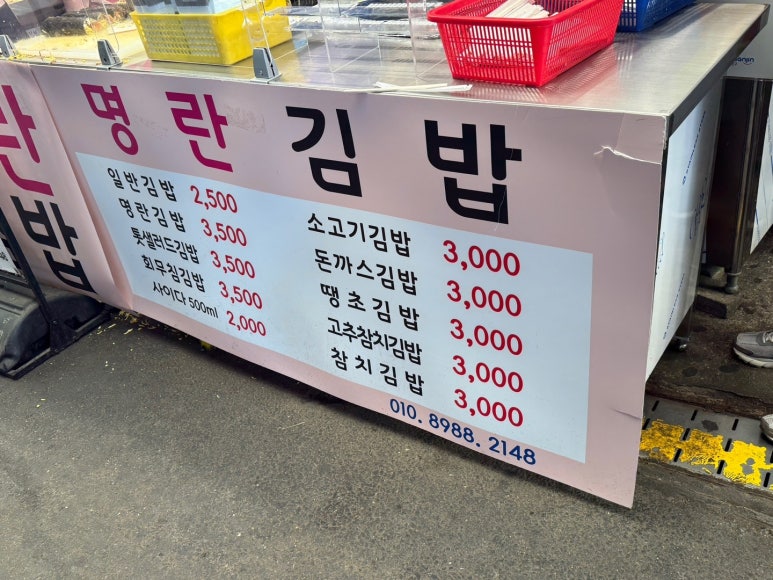 명란김밥
일반김밥 2,500
명란김밥 3,500
톳샐러드김밥 3,500
회무침김밥 3,500
사이다 500ml 2,000
소고기김밥 3,000
돈까스김밥 3,000
땡초김밥 3,000
고추참치김밥 3,000
참치김밥 3,000
010. 8988. 2148
란
밥